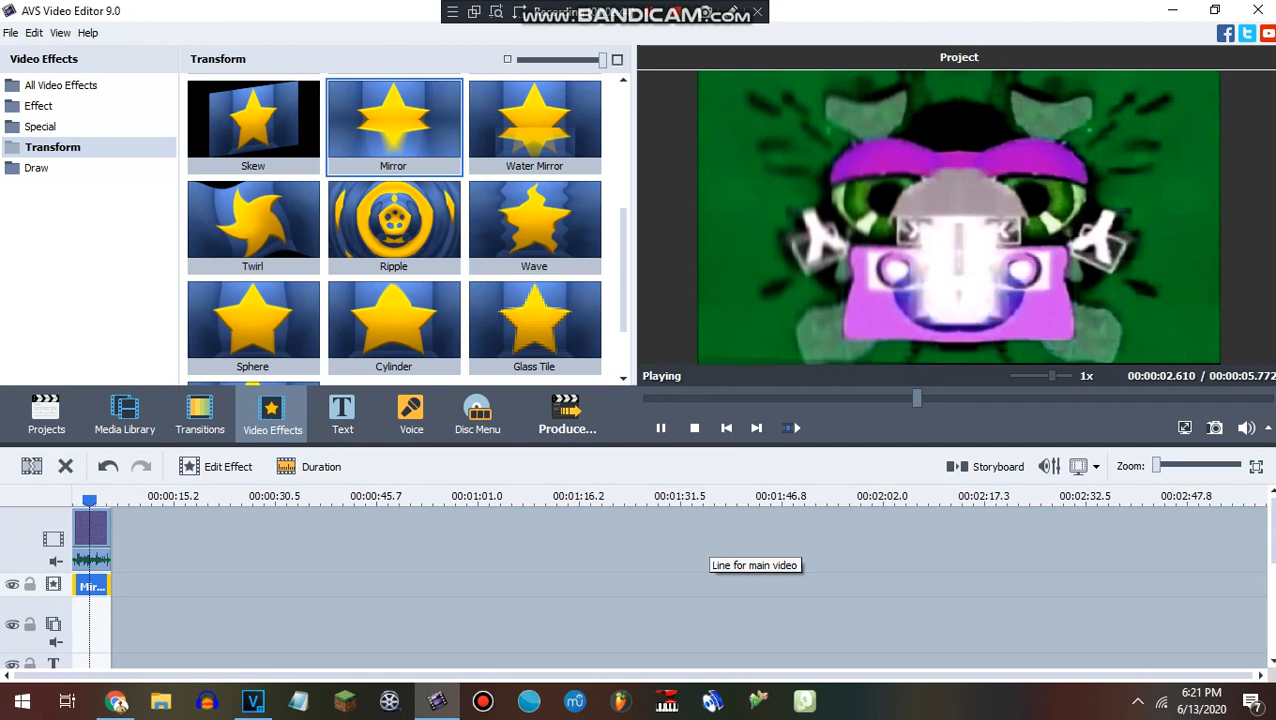 AVS Video Editor 9.0
www.BANDICAM.com
File Edit View Help
Video Effects
Transform
Project
All Video Effects
Effect
Special
Transform
Draw
Skew
Mirror
Water Mirror
Twirl
Ripple
Wave
Sphere
Cylinder
Glass Tile
Playing
1x
00:00:02.610 / 00:00:05.772
Projects
Media Library
Transitions
Video Effects
Text
Voice
Disc Menu
Produce...
Edit Effect
Duration
Storyboard
Zoom:
00:00:15.2 00:00:30.5 00:00:45.7 00:01:01.0 00:01:16.2 00:01:31.5 00:01:46.8 00:02:02.0 00:02:17.3 00:02:32.5 00:02:47.8
Line for main video
Mir...
T
6:21 PM
6/13/2020
7